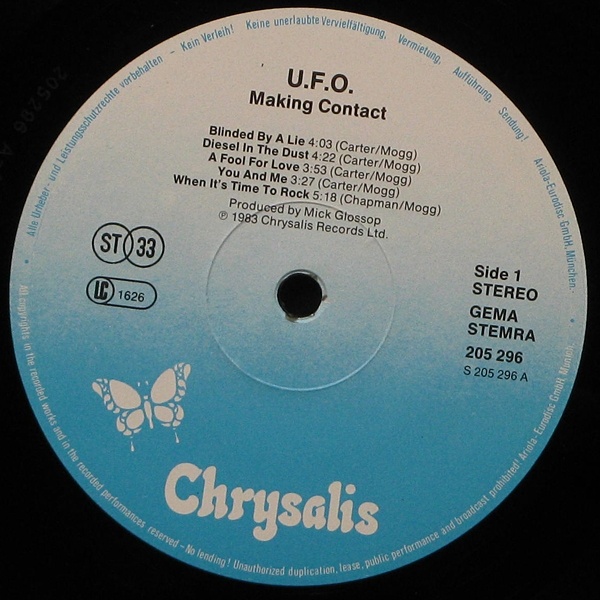 U.F.O.
Making Contact
Blinded By A Lie 4:03 (Carter/Mogg)
Diesel In The Dust 4:22 (Carter/Mogg)
A Fool For Love 3:53 (Carter/Mogg)
You And Me 3:27 (Carter/Mogg)
When It's Time To Rock 5:18 (Chapman/Mogg)
Produced by Mick Glossop
℗ 1983 Chrysalis Records Ltd.
ST 33
LC 1626
Side 1
STEREO
GEMA
STEMRA
205 296
S 205 296 A
Chrysalis
Alle Urheber- und Leistungsschutzrechte vorbehalten – Kein Verleih! Keine unerlaubte Vervielfältigung, Vermietung, Aufführung, Sendung! Ariola-Eurodisc GmbH, München.
All copyrights in the recorded works and in the recorded performances reserved – No lending! Unauthorized duplication, lease, public performance and broadcast prohibited! Ariola-Eurodisc GmbH, Munich.